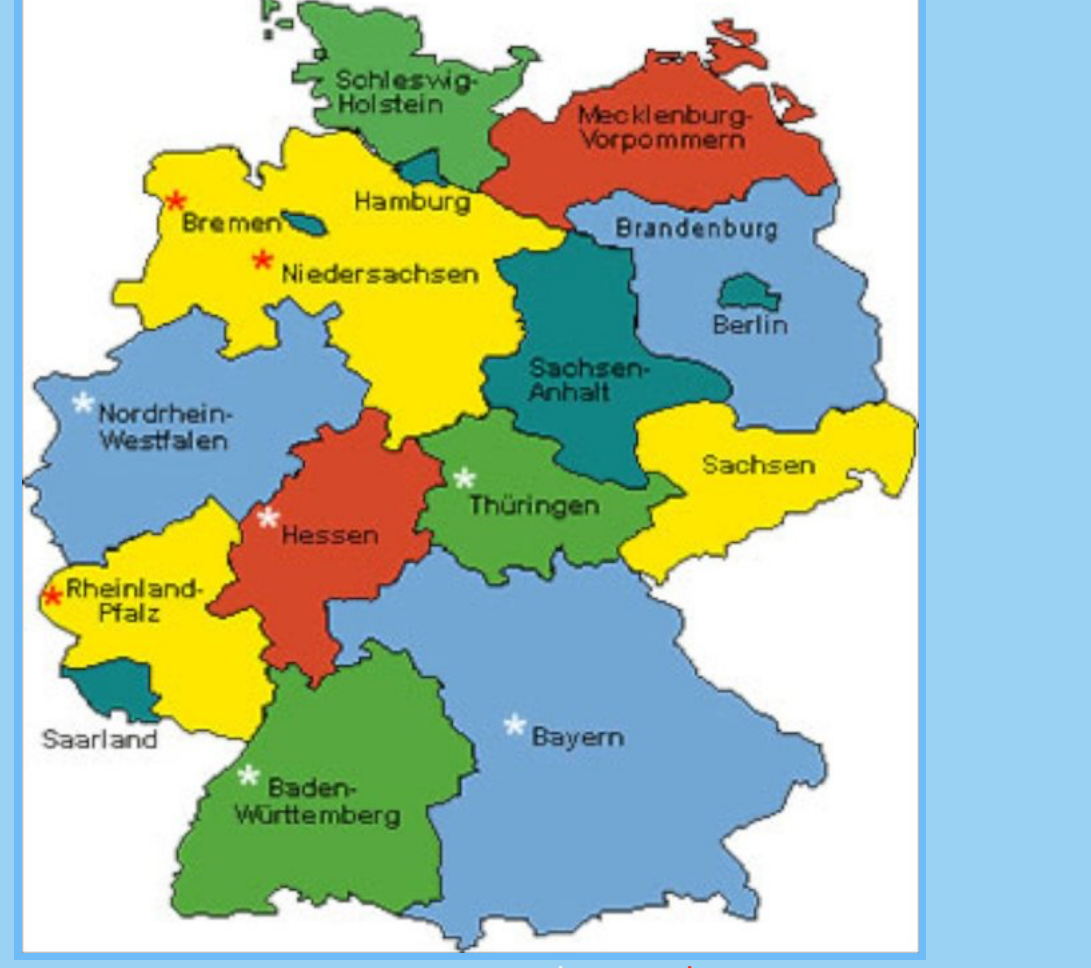 Schleswig-
Holstein
Mecklenburg-
Vorpommern
Hamburg
* Bremen
Brandenburg
* Niedersachsen
Berlin
Sachsen-
Anhalt
* Nordrhein-
Westfalen
Sachsen
* Thüringen
* Hessen
* Rheinland-
Pfalz
Saarland
* Bayern
* Baden-
Württemberg